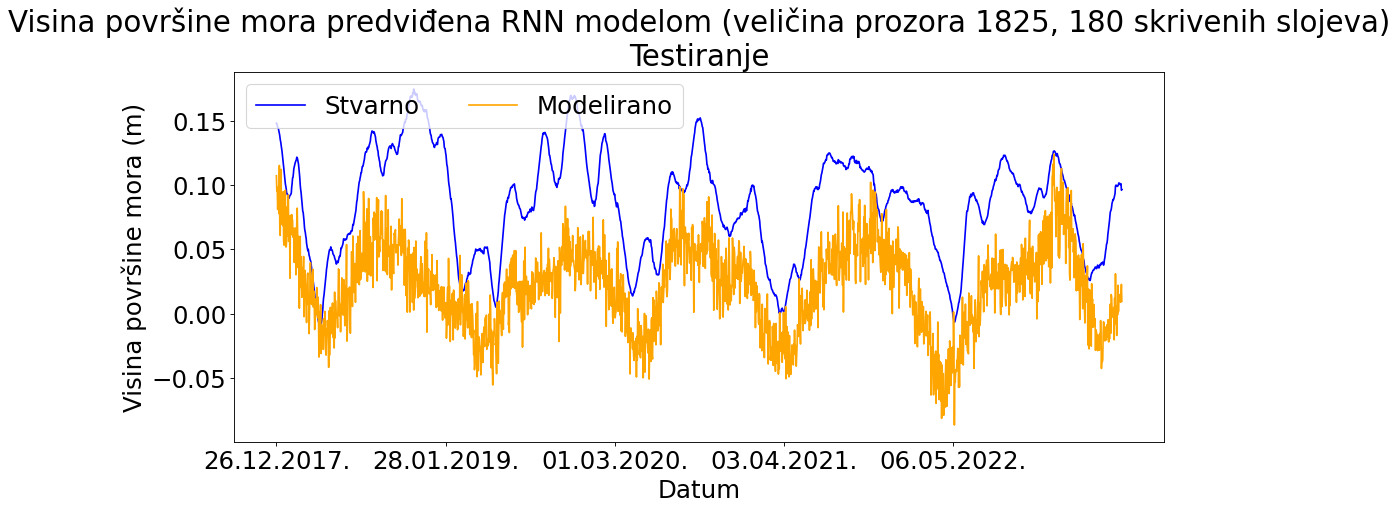 Visina površine mora predviđena RNN modelom (veličina prozora 1825, 180 skrivenih slojeva)
Testiranje
Stvarno Modelirano
Visina površine mora (m)
0.15
0.10
0.05
0.00
−0.05
26.12.2017. 28.01.2019. 01.03.2020. 03.04.2021. 06.05.2022.
Datum